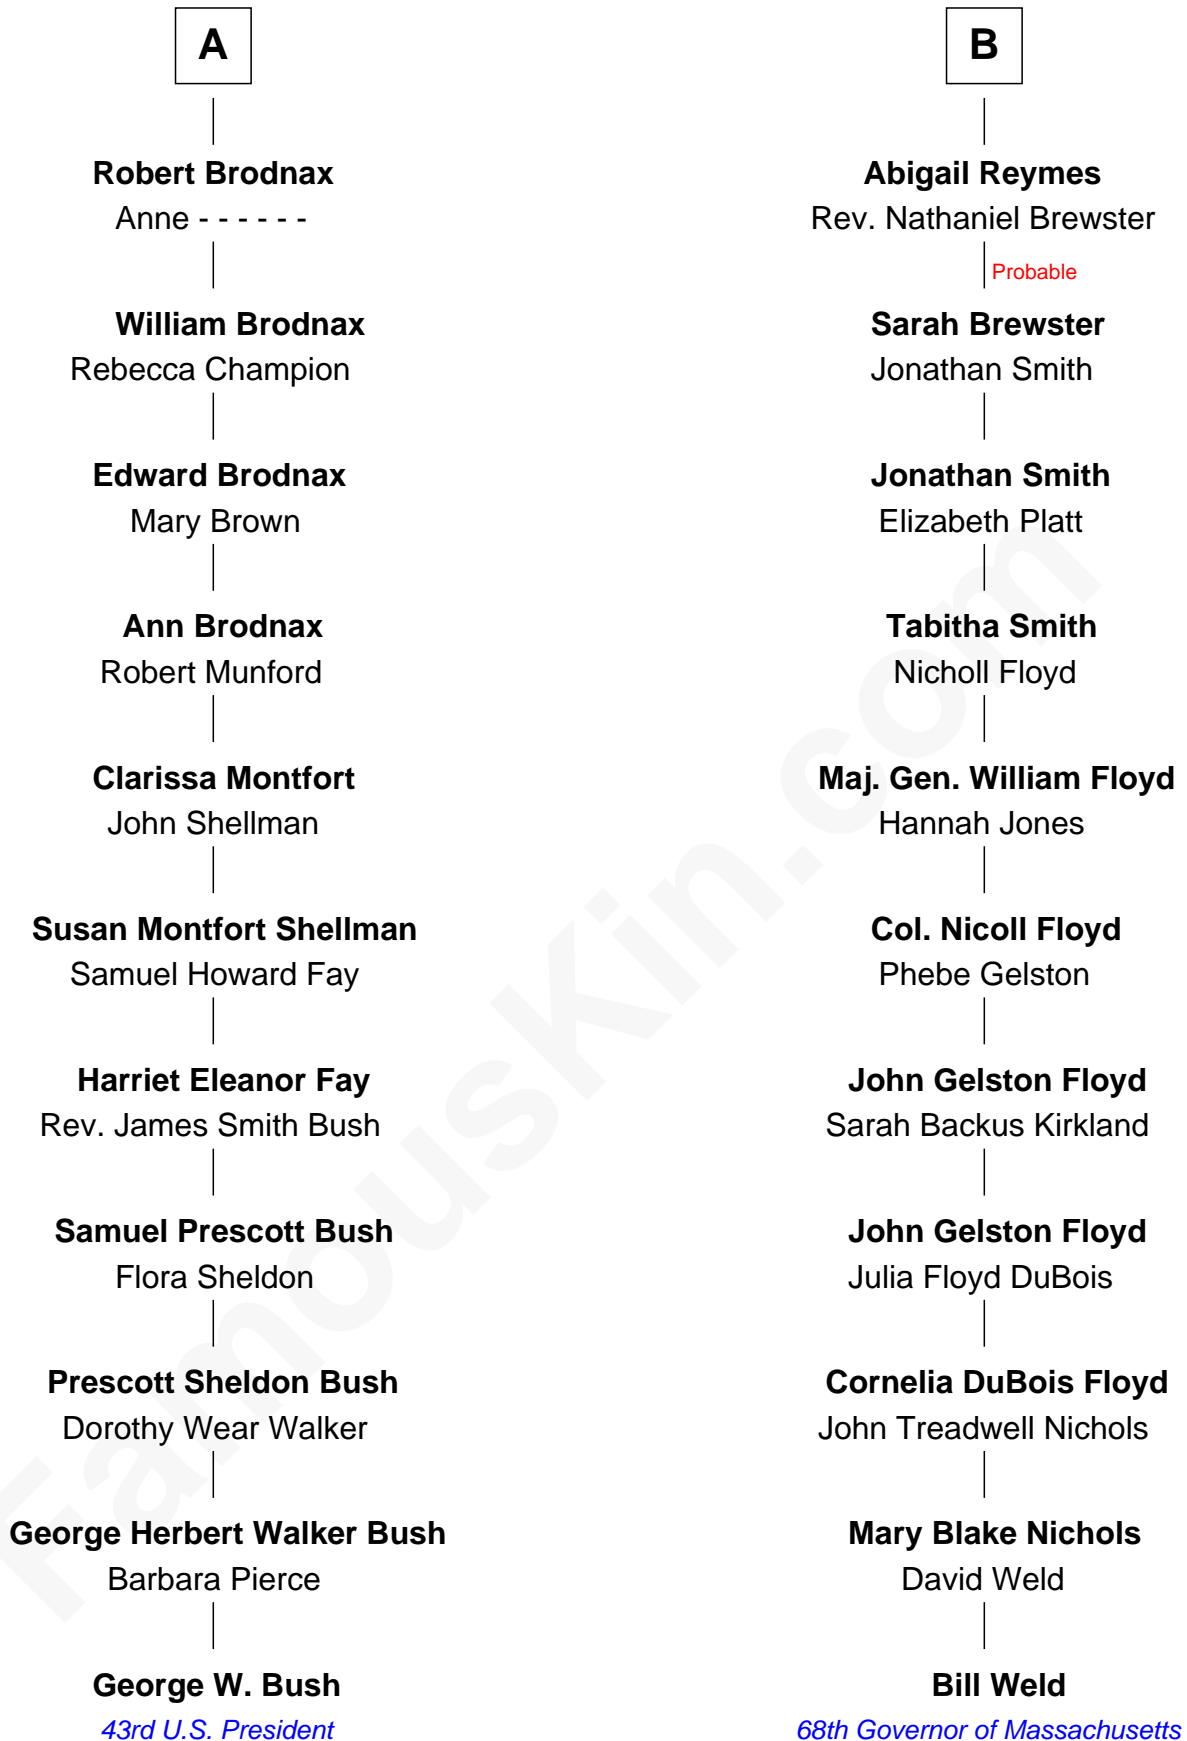 A
Robert Brodnax
Anne - - - - - -
William Brodnax
Rebecca Champion
Edward Brodnax
Mary Brown
Ann Brodnax
Robert Munford
Clarissa Montfort
John Shellman
Susan Montfort Shellman
Samuel Howard Fay
Harriet Eleanor Fay
Rev. James Smith Bush
Samuel Prescott Bush
Flora Sheldon
Prescott Sheldon Bush
Dorothy Wear Walker
George Herbert Walker Bush
Barbara Pierce
George W. Bush
43rd U.S. President
B
Abigail Reymes
Rev. Nathaniel Brewster
Probable
Sarah Brewster
Jonathan Smith
Jonathan Smith
Elizabeth Platt
Tabitha Smith
Nicholl Floyd
Maj. Gen. William Floyd
Hannah Jones
Col. Nicoll Floyd
Phebe Gelston
John Gelston Floyd
Sarah Backus Kirkland
John Gelston Floyd
Julia Floyd DuBois
Cornelia DuBois Floyd
John Treadwell Nichols
Mary Blake Nichols
David Weld
Bill Weld
68th Governor of Massachusetts
FamousKin.com